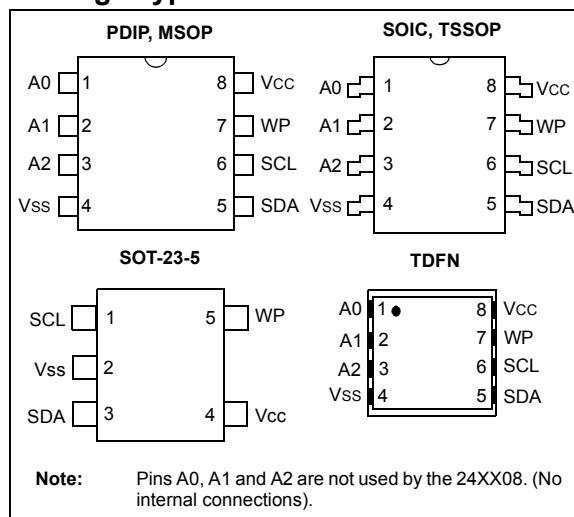 PDIP, MSOP
A0 1 8 VCC
A1 2 7 WP
A2 3 6 SCL
VSS 4 5 SDA
SOIC, TSSOP
A0 1 8 VCC
A1 2 7 WP
A2 3 6 SCL
VSS 4 5 SDA
SOT-23-5
SCL 1 5 WP
Vss 2
SDA 3 4 Vcc
TDFN
A0 1 8 VCC
A1 2 7 WP
A2 3 6 SCL
VSS 4 5 SDA
Note: Pins A0, A1 and A2 are not used by the 24XX08. (No
internal connections).